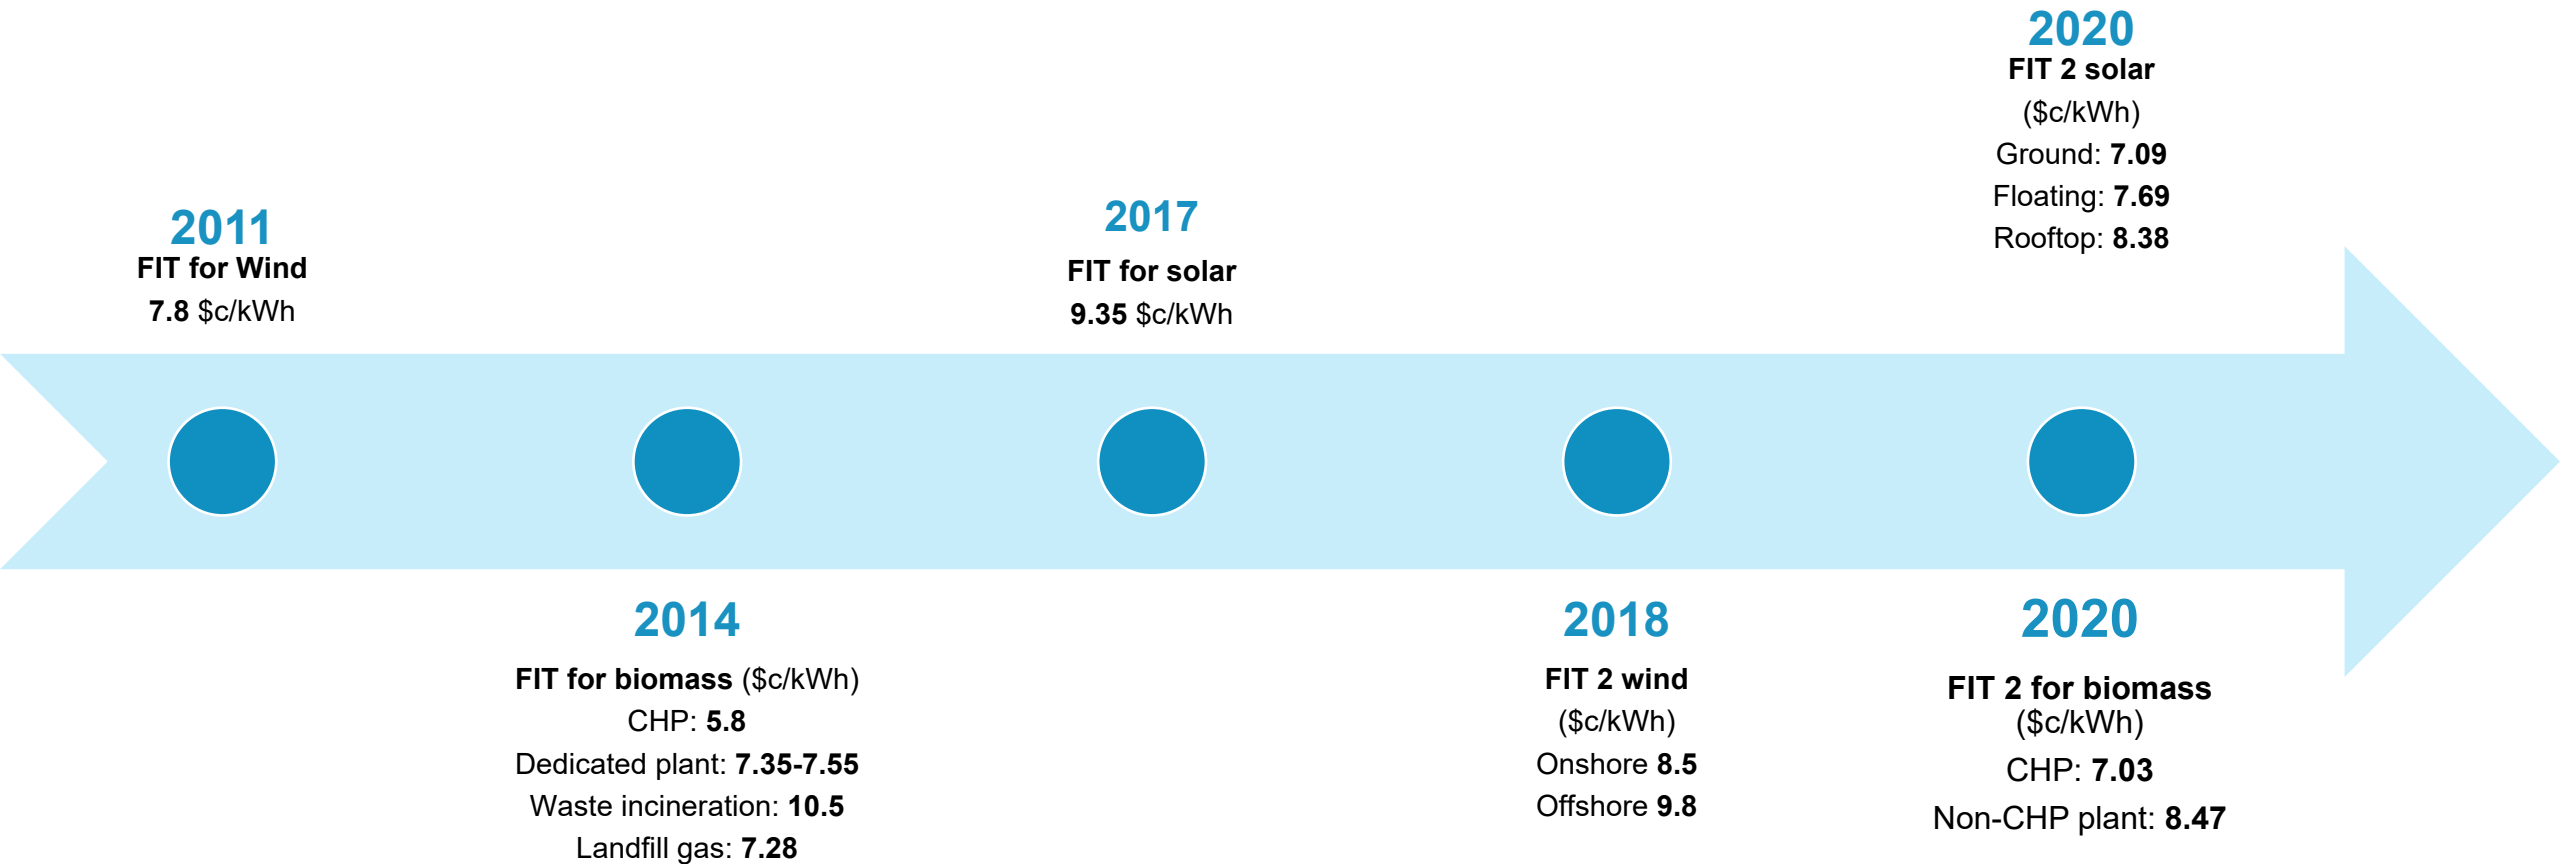 2011
FIT for Wind
7.8 $c/kWh
2014
FIT for biomass ($c/kWh)
CHP: 5.8
Dedicated plant: 7.35-7.55
Waste incineration: 10.5
Landfill gas: 7.28
2017
FIT for solar
9.35 $c/kWh
2018
FIT 2 wind
($c/kWh)
Onshore 8.5
Offshore 9.8
2020
FIT 2 solar
($c/kWh)
Ground: 7.09
Floating: 7.69
Rooftop: 8.38
2020
FIT 2 for biomass
($c/kWh)
CHP: 7.03
Non-CHP plant: 8.47